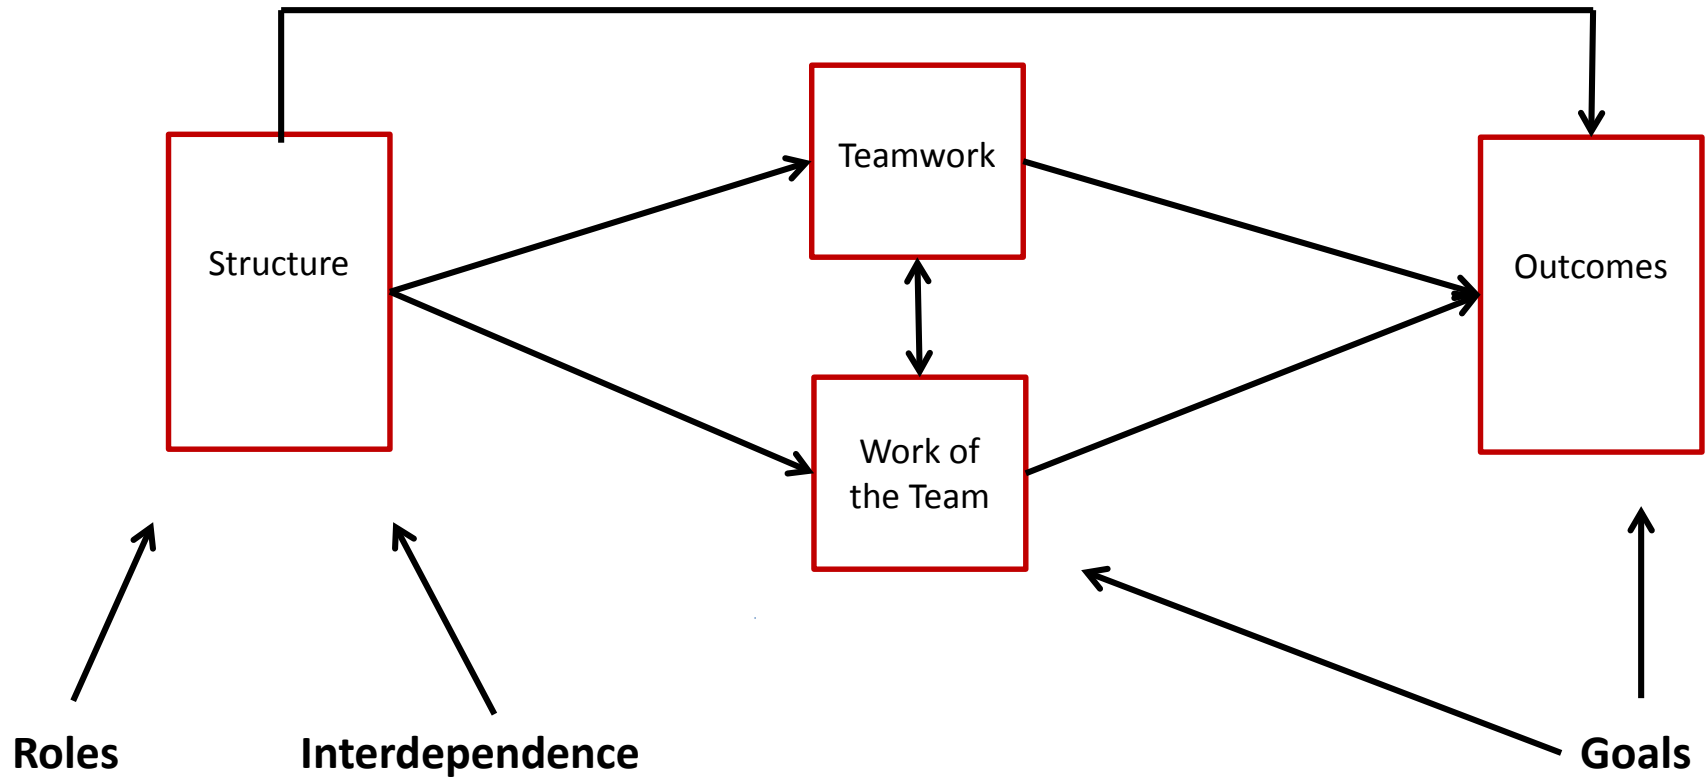 Teamwork
Structure
Outcomes
Work of
the Team
Roles
Interdependence
Goals